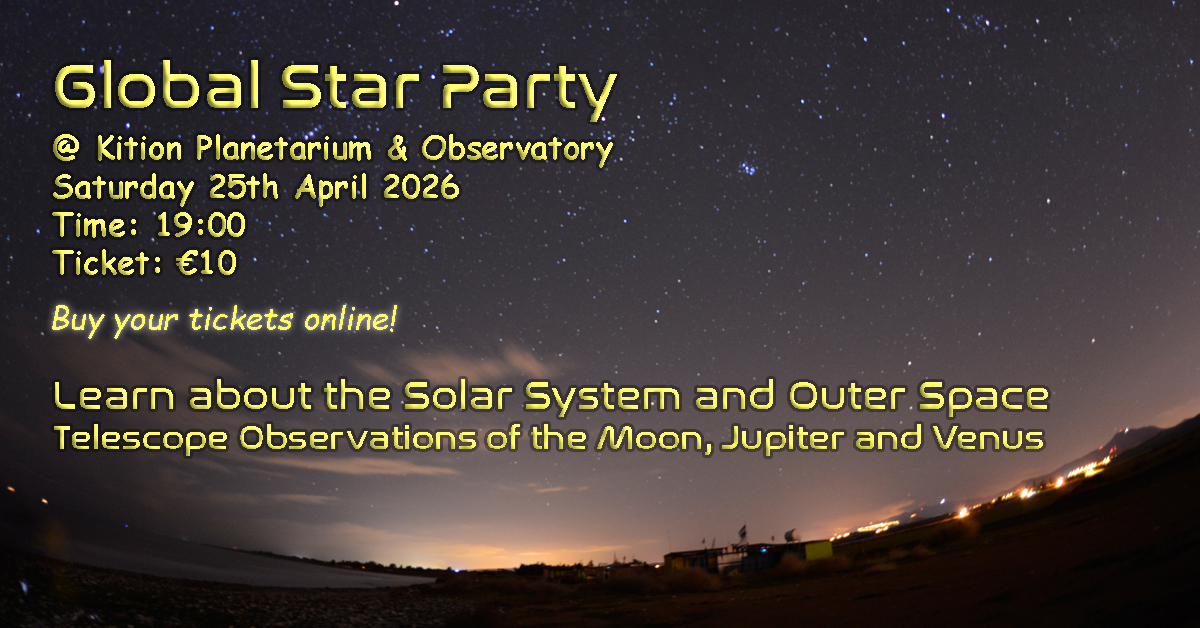 Global Star Party
@ Kition Planetarium & Observatory
Saturday 25th April 2026
Time: 19:00
Ticket: €10
Buy your tickets online!
Learn about the Solar System and Outer Space
Telescope Observations of the Moon, Jupiter and Venus